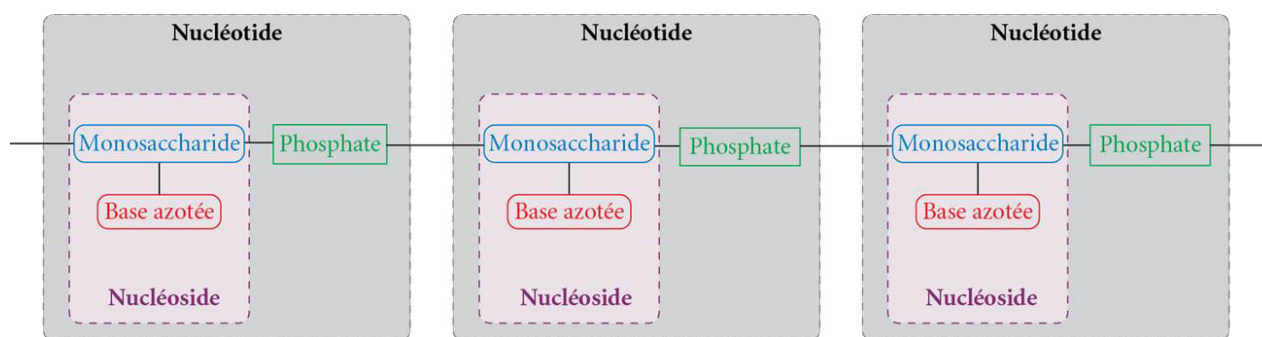 Nucléotide
Monosaccharide
Phosphate
Base azotée
Nucléoside
Nucléotide
Monosaccharide
Phosphate
Base azotée
Nucléoside
Nucléotide
Monosaccharide
Phosphate
Base azotée
Nucléoside